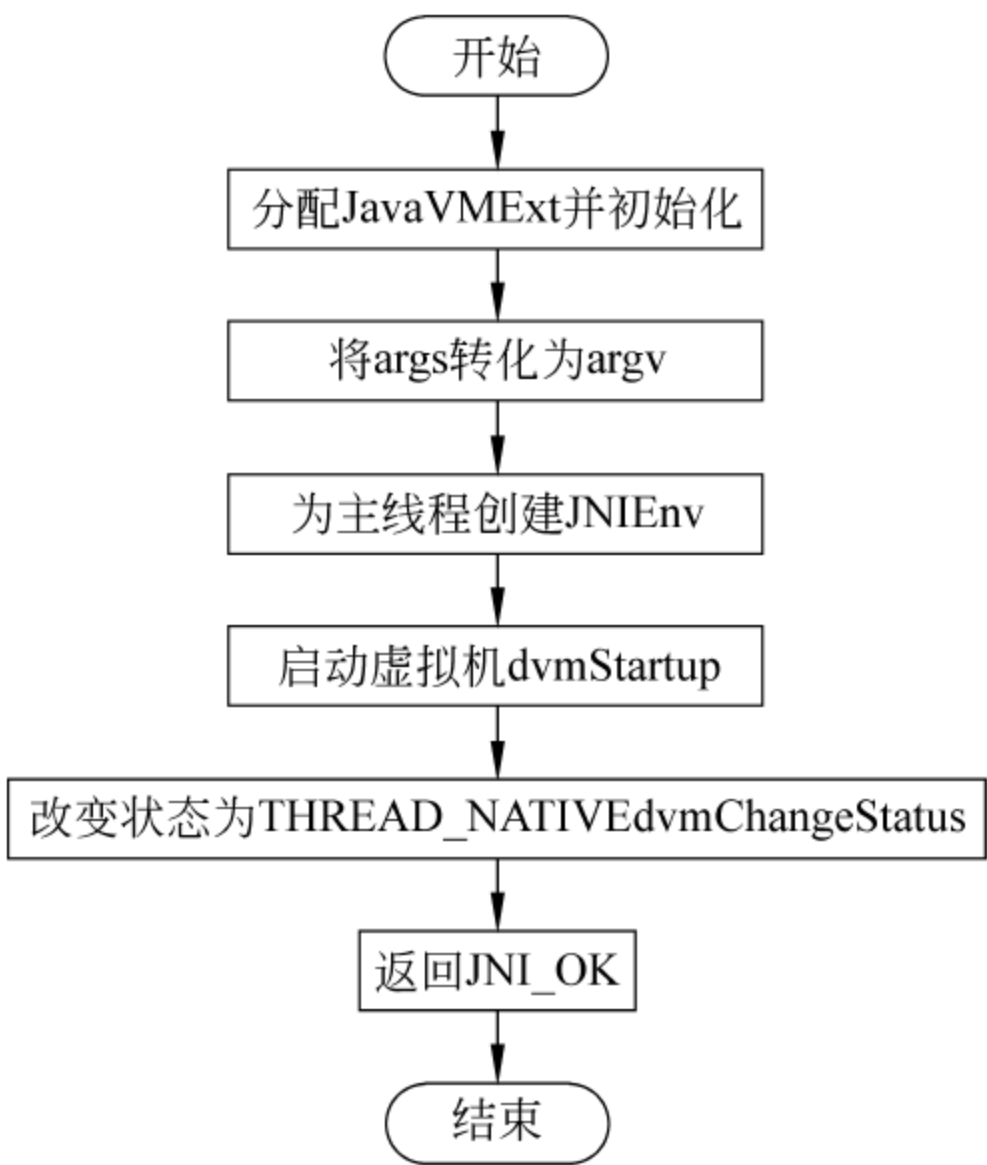 开始
分配JavaVMExt并初始化
将args转化为argv
为主线程创建JNIEnv
启动虚拟机dvmStartup
改变状态为THREAD_NATIVEdvmChangeStatus
返回JNI_OK
结束